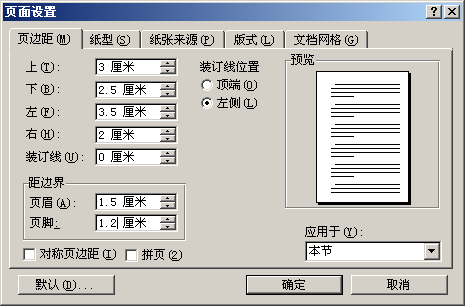 页面设置
页边距(M) 纸型(S) 纸张来源(P) 版式(L) 文档网格(G)
上(T): 3 厘米
下(B): 2.5 厘米
左(F): 3.5 厘米
右(H): 2 厘米
装订线(U): 0 厘米
装订线位置
顶端(O)
左侧(L)
预览
距边界
页眉(A): 1.5 厘米
页脚: 1.2 厘米
对称页边距(I) 拼页(2)
应用于(Y):
本节
默认(D)... 确定 取消